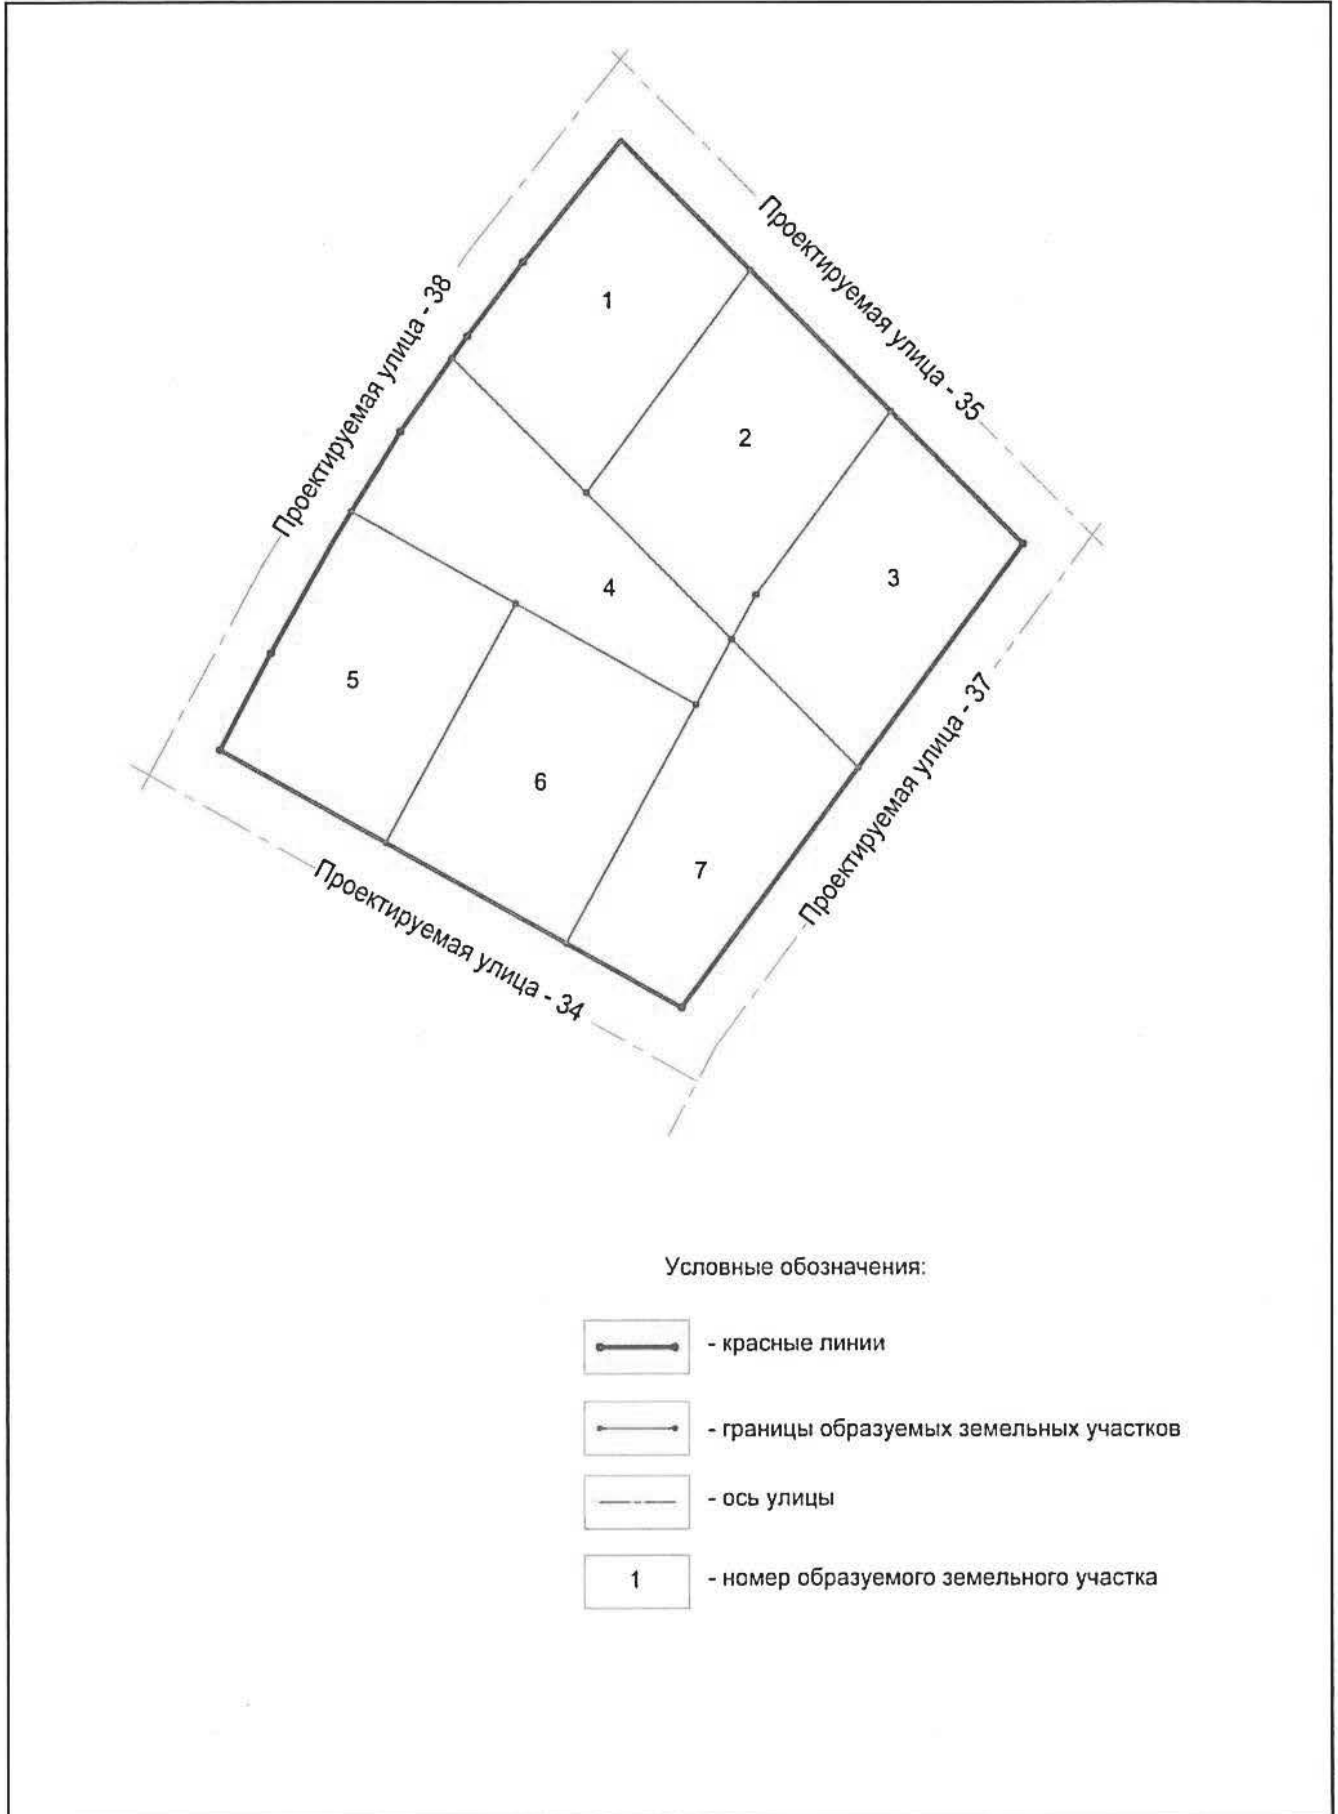 Проектируемая улица - 35
Проектируемая улица - 38
1
2
3
4
5
6
7
Проектируемая улица - 37
Проектируемая улица - 34
Условные обозначения:
- красные линии
- границы образуемых земельных участков
- ось улицы
1 - номер образуемого земельного участка